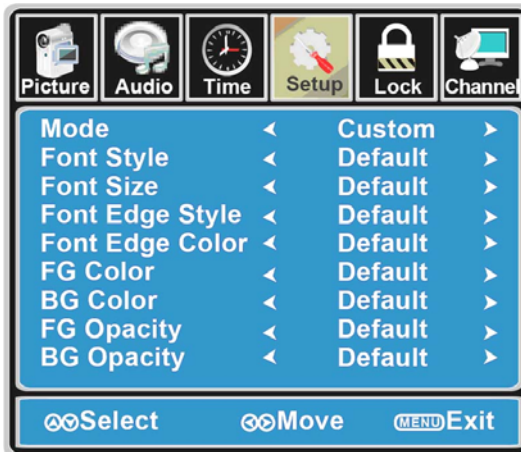 Picture Audio Time Setup Lock Channel
Mode Custom
Font Style Default
Font Size Default
Font Edge Style Default
Font Edge Color Default
FG Color Default
BG Color Default
FG Opacity Default
BG Opacity Default
Select Move MENU Exit